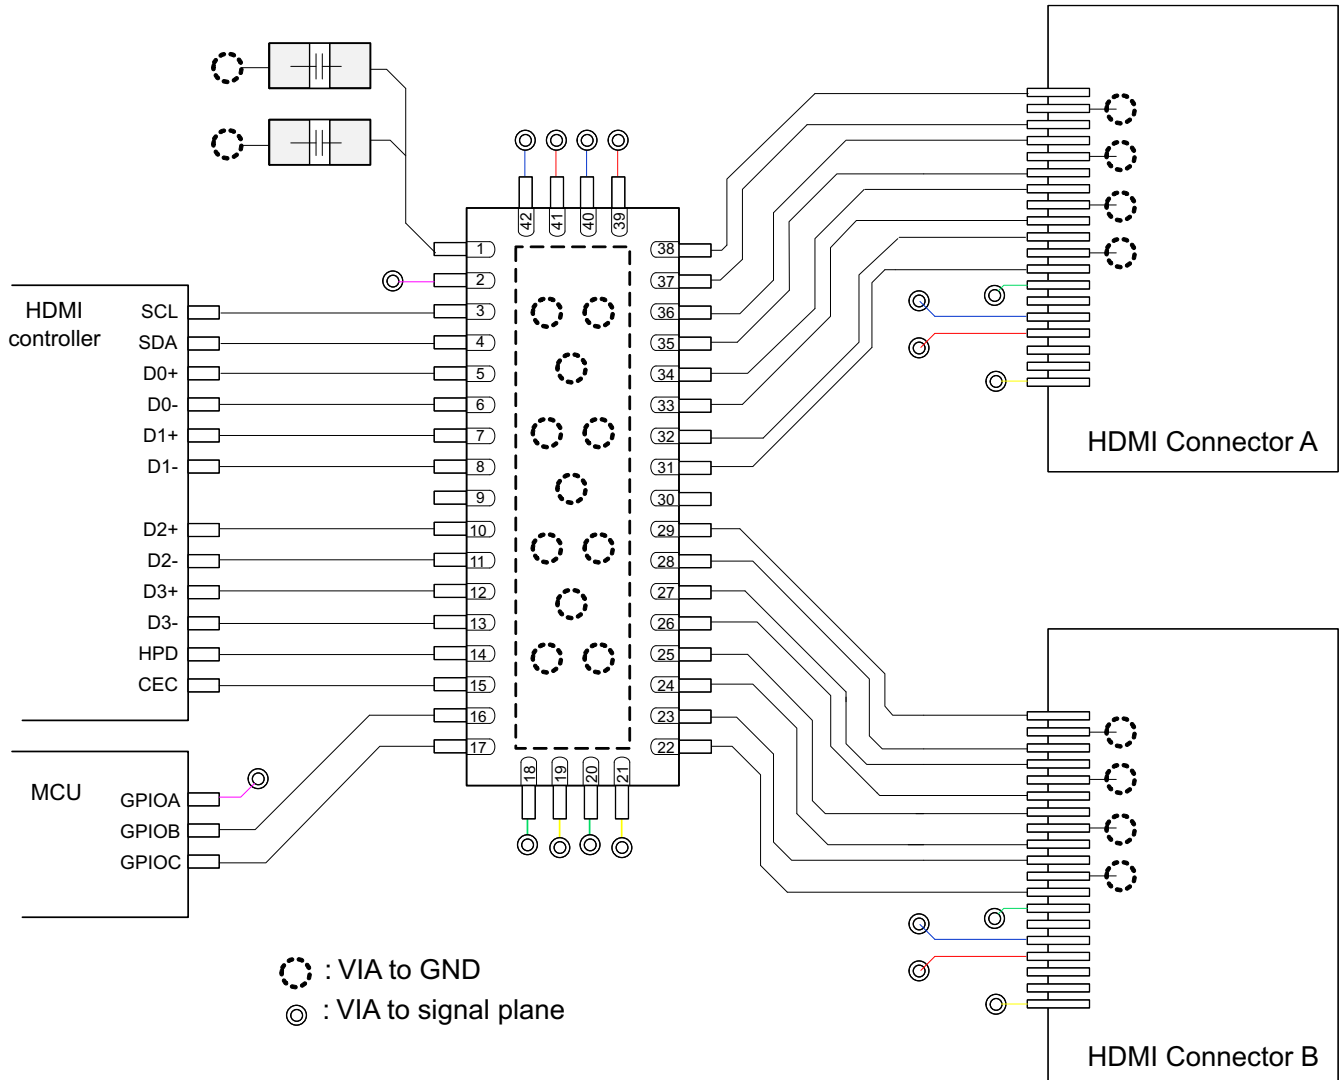 42
41
40
39
1
2
3
4
5
6
7
8
9
10
11
12
13
14
15
16
17
38
37
36
35
34
33
32
31
30
29
28
27
26
25
24
23
22
18
19
20
21
HDMI
controller
SCL
SDA
D0+
D0-
D1+
D1-
D2+
D2-
D3+
D3-
HPD
CEC
MCU
GPIOA
GPIOB
GPIOC
HDMI Connector A
HDMI Connector B
: VIA to GND
: VIA to signal plane